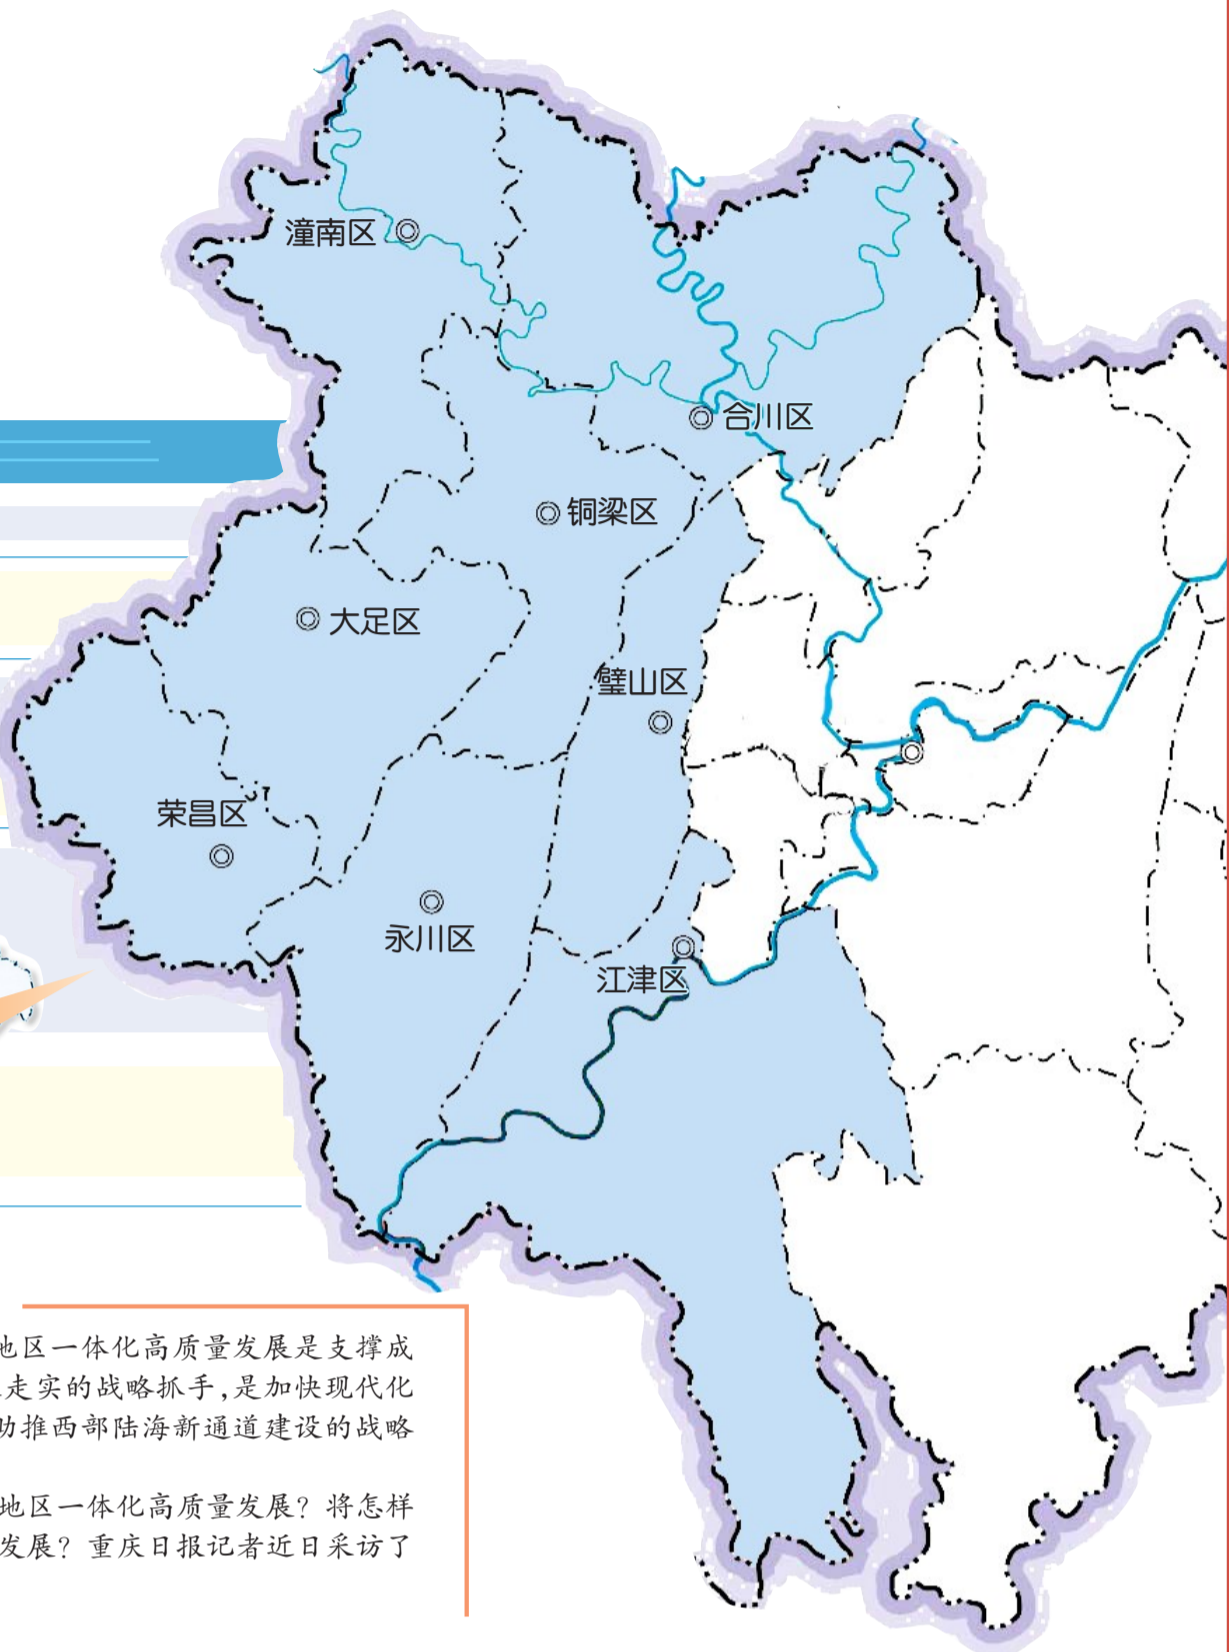 潼南区
合川区
铜梁区
大足区
璧山区
荣昌区
永川区
江津区
地区一体化高质量发展是支撑成
走实的战略抓手,是加快现代化
助推西部陆海新通道建设的战略
地区一体化高质量发展？将怎样
发展？重庆日报记者近日采访了